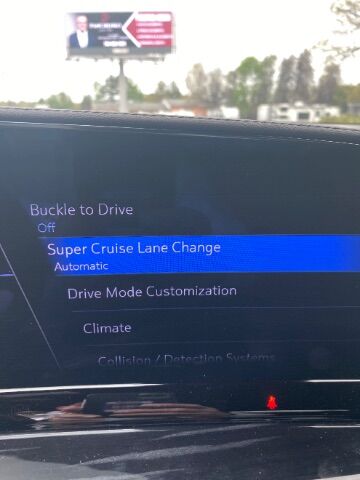 Buckle to Drive
Off
Super Cruise Lane Change
Automatic
Drive Mode Customization
Climate
Collision / Detection Systems